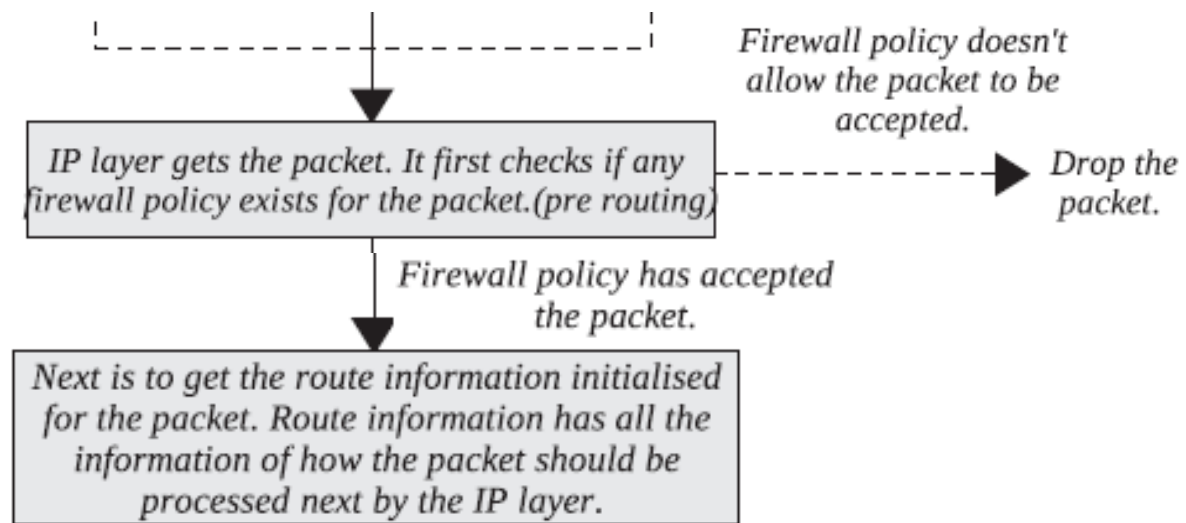 Firewall policy doesn't
allow the packet to be
accepted.
IP layer gets the packet. It first checks if any
firewall policy exists for the packet.(pre routing)
Drop the
packet.
Firewall policy has accepted
the packet.
Next is to get the route information initialised
for the packet. Route information has all the
information of how the packet should be
processed next by the IP layer.